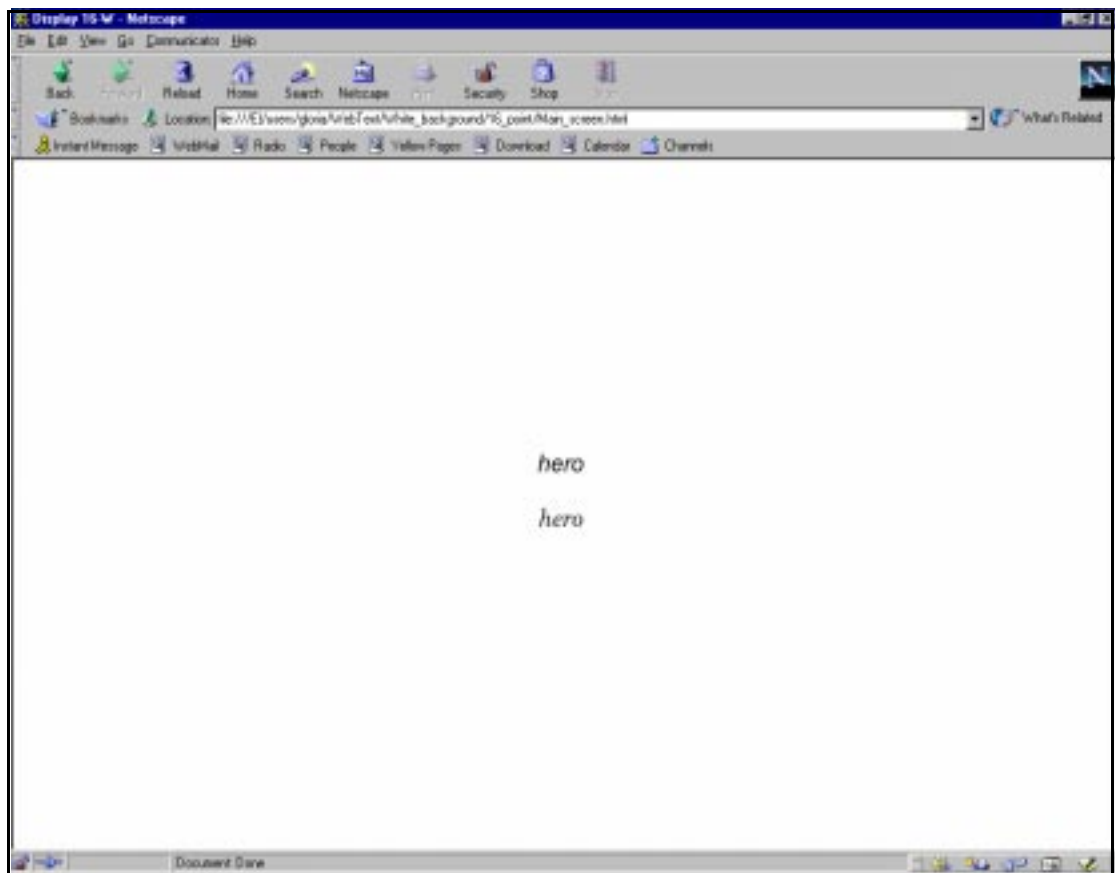 Display 16-W - Netscape
File Edit View Go Communicator Help
Back Forward Reload Home Search Netscape Print Security Shop
Bookmarks Location: file:///E|/users/gloria/WebText/White_background/16_point/Main_screen.html What's Related
Instant Message WebMail Radio People Yellow Pages Download Calendar Channels
hero
hero
Document: Done